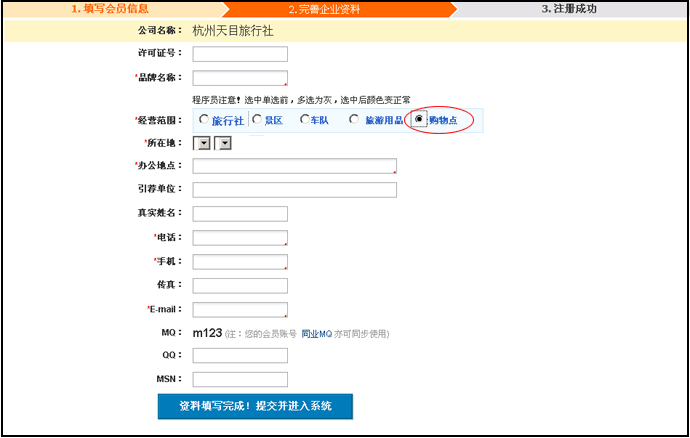 1. 填写会员信息 2. 完善企业资料 3. 注册成功
公司名称： 杭州天目旅行社
许可证号：
*品牌名称：
程序员注意！选中单选前，多选为灰，选中后颜色变正常
*经营范围： 旅行社 景区 车队 旅游用品 购物点
*所在地：
*办公地点：
引荐单位：
真实姓名：
*电话：
*手机：
传真：
*E-mail：
MQ： m123 (注：您的会员账号 同业MQ 亦可同步使用)
QQ：
MSN：
资料填写完成！提交并进入系统